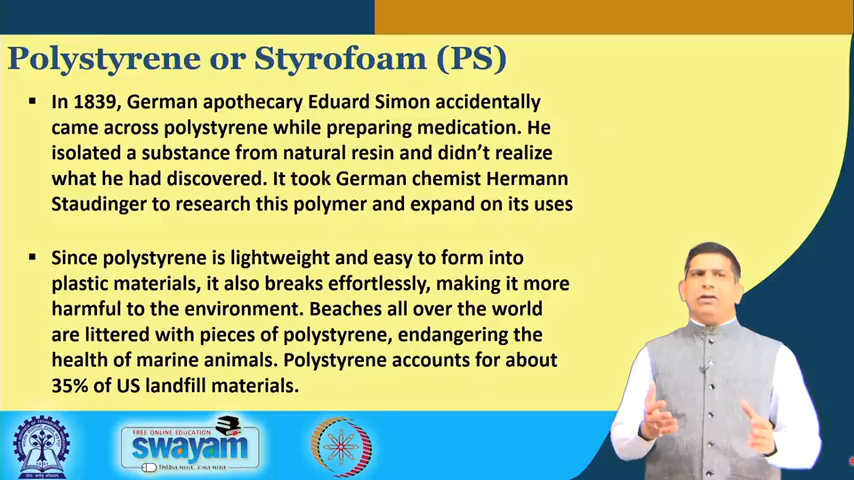 Polystyrene or Styrofoam (PS)
In 1839, German apothecary Eduard Simon accidentally
came across polystyrene while preparing medication. He
isolated a substance from natural resin and didn't realize
what he had discovered. It took German chemist Hermann
Staudinger to research this polymer and expand on its uses
Since polystyrene is lightweight and easy to form into
plastic materials, it also breaks effortlessly, making it more
harmful to the environment. Beaches all over the world
are littered with pieces of polystyrene, endangering the
health of marine animals. Polystyrene accounts for about
35% of US landfill materials.
FREE ONLINE EDUCATION
swayam